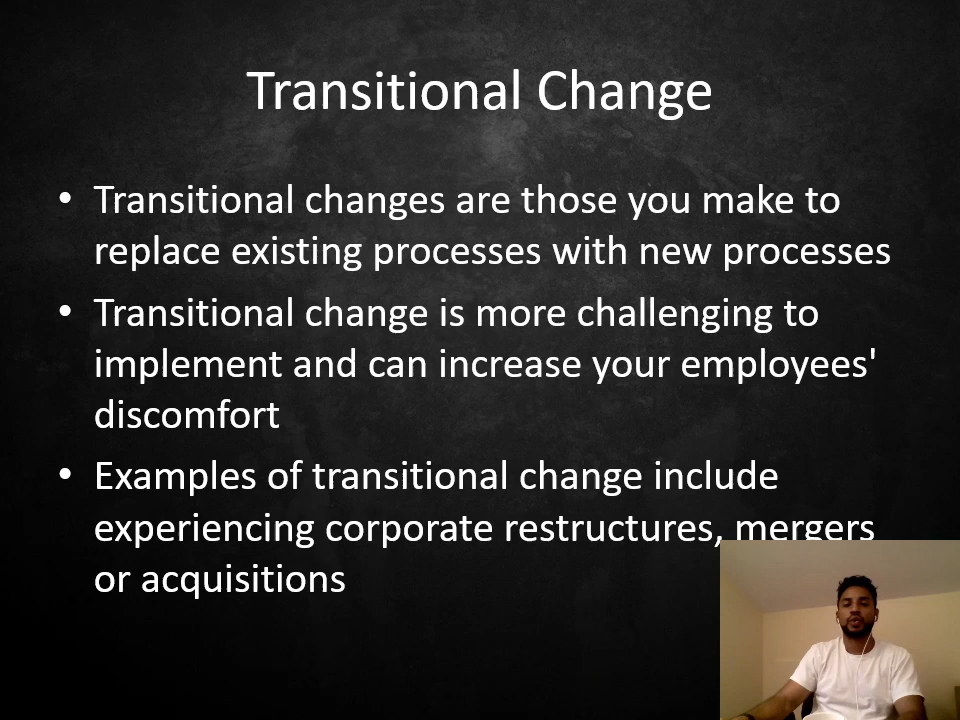 Transitional Change
• Transitional changes are those you make to
replace existing processes with new processes
• Transitional change is more challenging to
implement and can increase your employees'
discomfort
• Examples of transitional change include
experiencing corporate restructures, mergers
or acquisitions